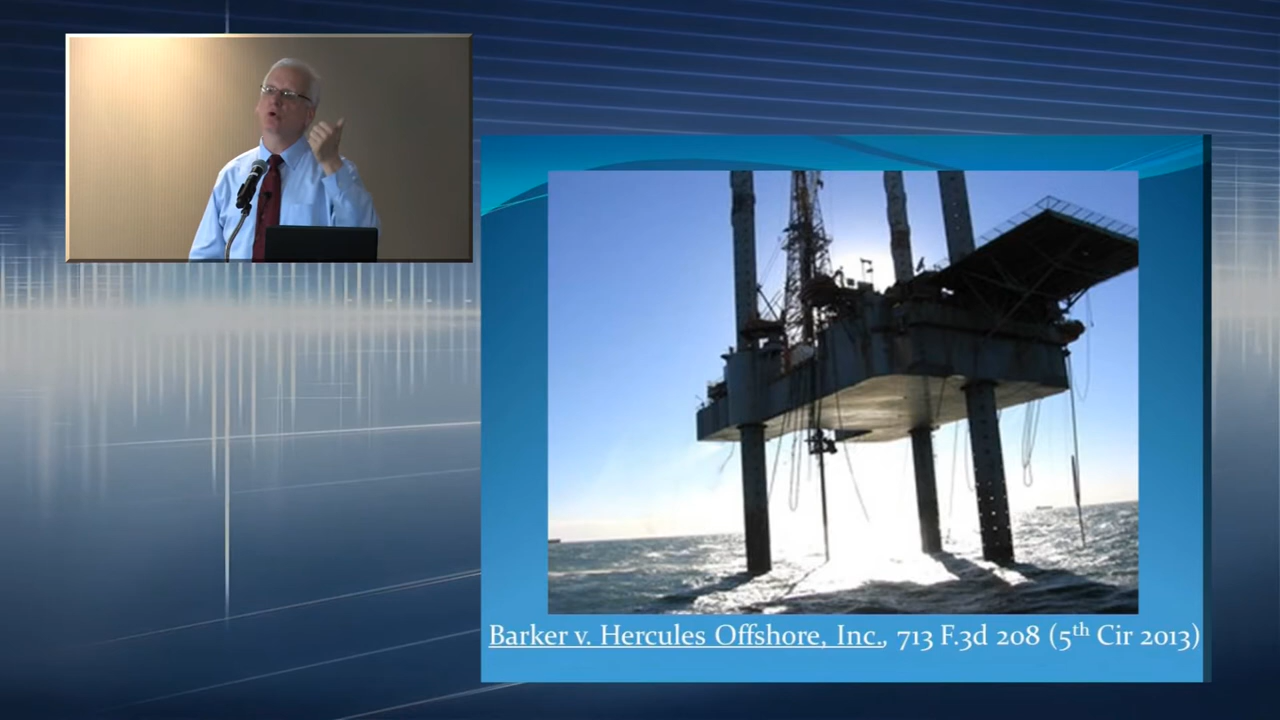 Barker v. Hercules Offshore, Inc., 713 F.3d 208 (5th Cir 2013)